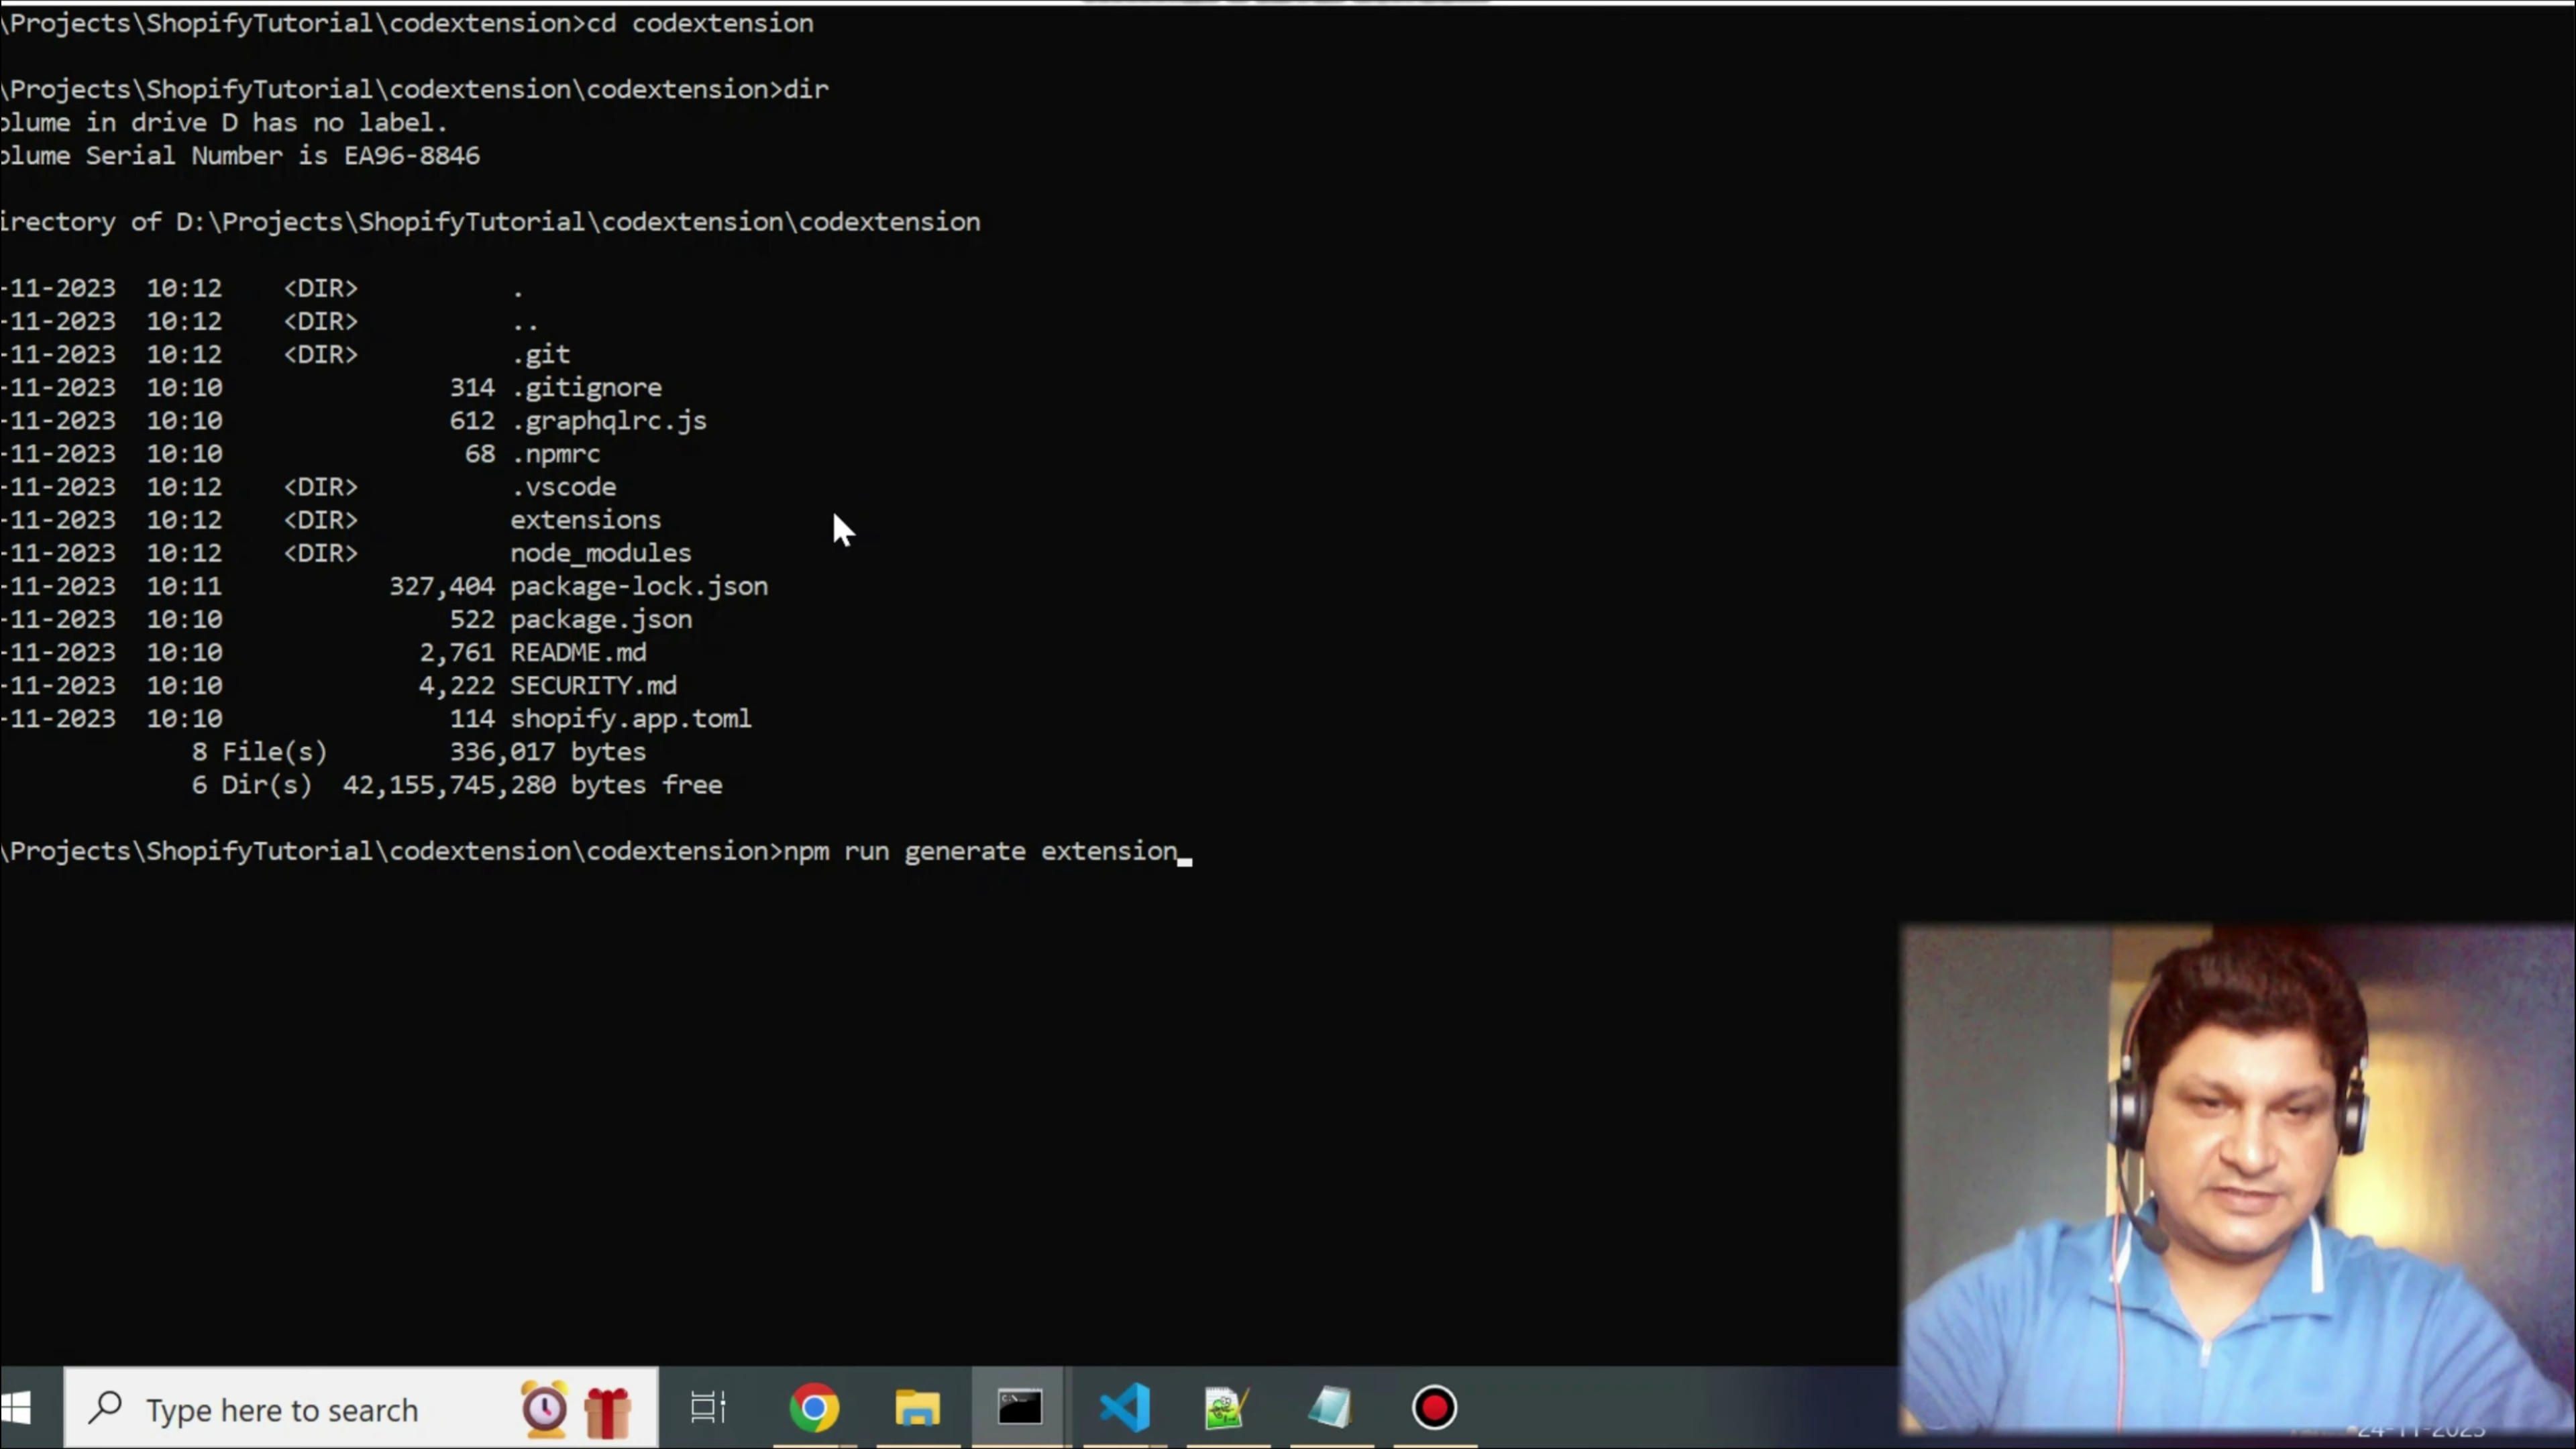 \Projects\ShopifyTutorial\codextension>cd codextension
\Projects\ShopifyTutorial\codextension\codextension>dir
olume in drive D has no label.
olume Serial Number is EA96-8846
irectory of D:\Projects\ShopifyTutorial\codextension\codextension
-11-2023  10:12    <DIR>          .
-11-2023  10:12    <DIR>          ..
-11-2023  10:12    <DIR>          .git
-11-2023  10:10               314 .gitignore
-11-2023  10:10               612 .graphqlrc.js
-11-2023  10:10                68 .npmrc
-11-2023  10:12    <DIR>          .vscode
-11-2023  10:12    <DIR>          extensions
-11-2023  10:12    <DIR>          node_modules
-11-2023  10:11           327,404 package-lock.json
-11-2023  10:10               522 package.json
-11-2023  10:10             2,761 README.md
-11-2023  10:10             4,222 SECURITY.md
-11-2023  10:10               114 shopify.app.toml
8 File(s)        336,017 bytes
6 Dir(s)  42,155,745,280 bytes free
\Projects\ShopifyTutorial\codextension\codextension>npm run generate extension
Type here to search
24-11-2023